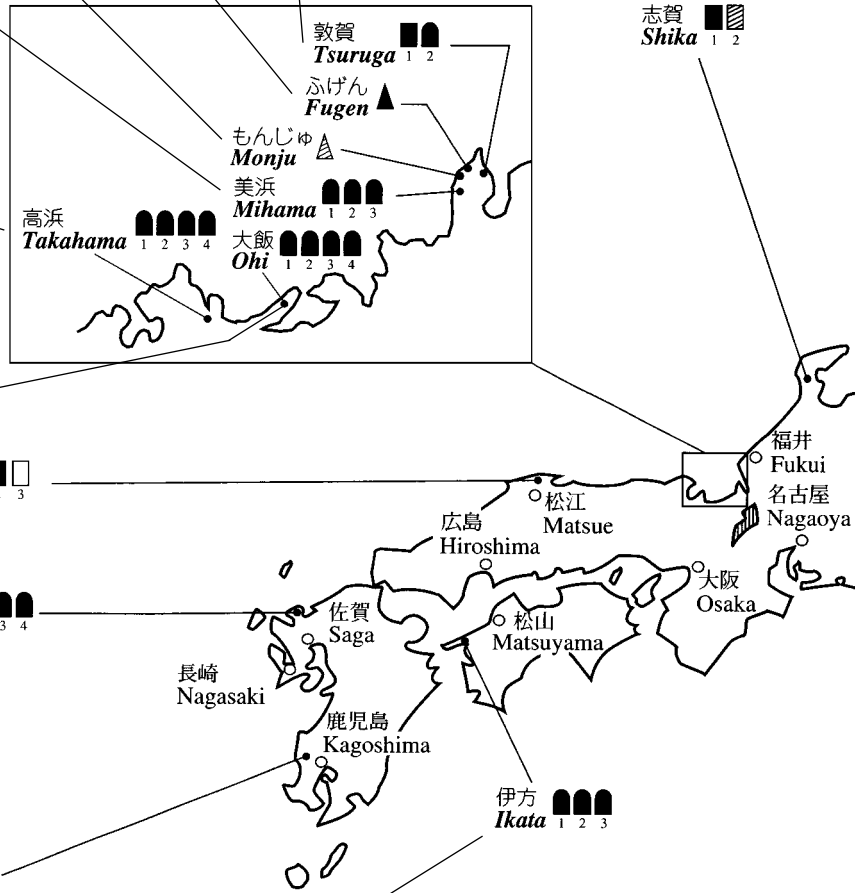 敦賀
Tsuruga
1 2
ふげん
Fugen
もんじゅ
Monju
美浜
Mihama
1 2 3
高浜
Takahama
1 2 3 4
大飯
Ohi
1 2 3 4
志賀
Shika
1 2
福井
Fukui
名古屋
Nagaoya
3
松江
Matsue
広島
Hiroshima
大阪
Osaka
3 4
佐賀
Saga
松山
Matsuyama
長崎
Nagasaki
鹿児島
Kagoshima
伊方
Ikata
1 2 3